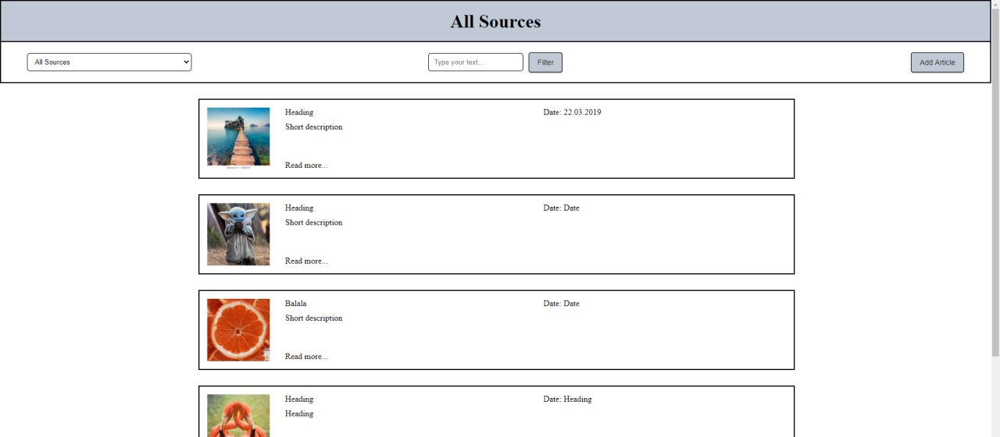 All Sources
All Sources
Type your text...
Filter
Add Article
Heading
Date: 22.03.2019
Short description
Read more...
Heading
Date: Date
Short description
Read more...
Balala
Date: Date
Short description
Read more...
Heading
Date: Heading
Heading